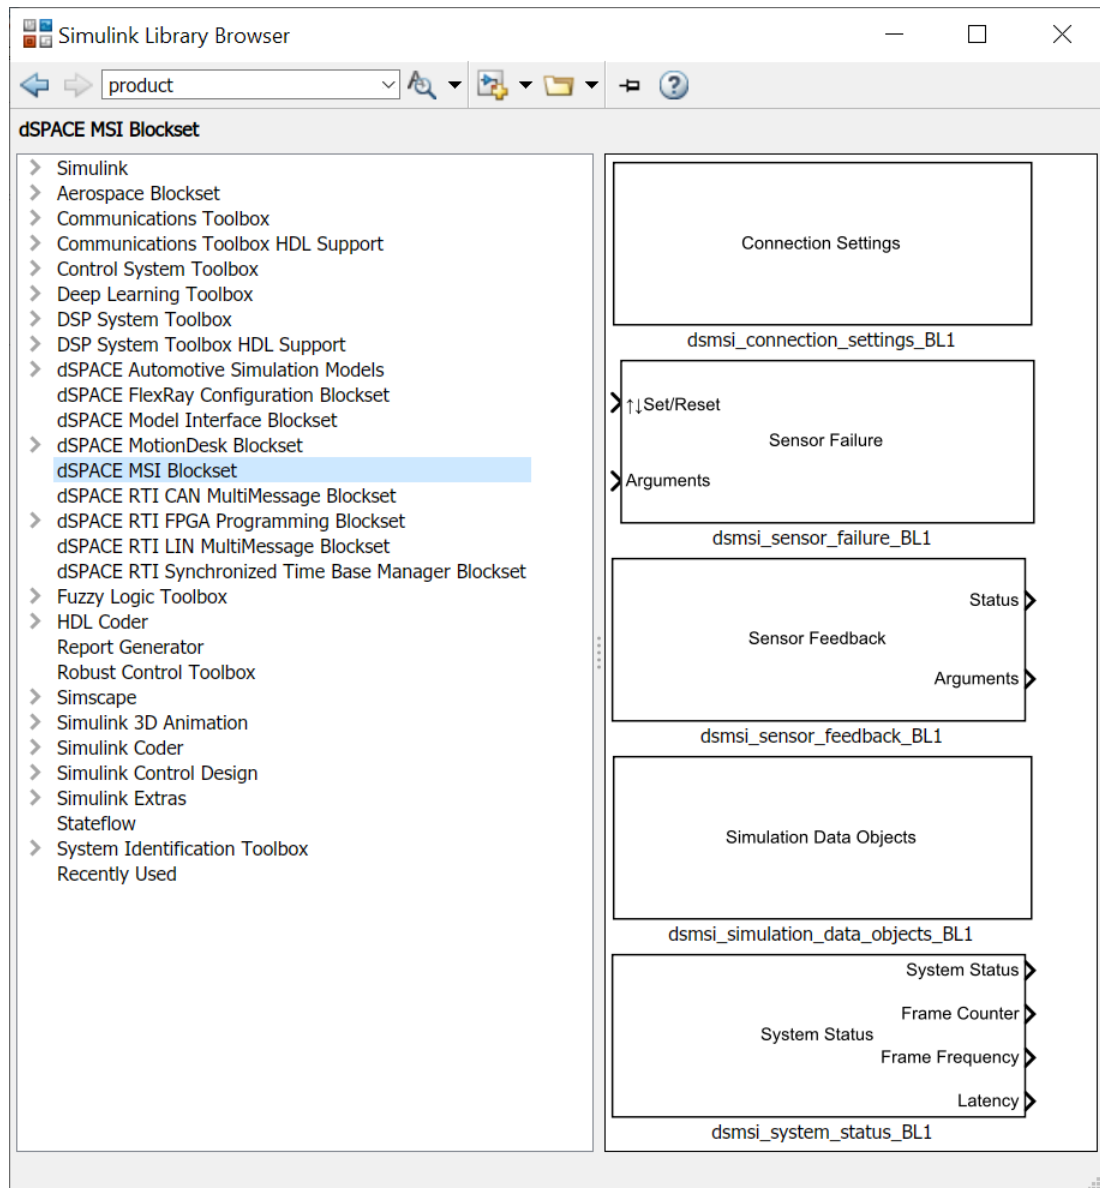 Simulink Library Browser
product
dSPACE MSI Blockset
Simulink
Aerospace Blockset
Communications Toolbox
Communications Toolbox HDL Support
Control System Toolbox
Deep Learning Toolbox
DSP System Toolbox
DSP System Toolbox HDL Support
dSPACE Automotive Simulation Models
dSPACE FlexRay Configuration Blockset
dSPACE Model Interface Blockset
dSPACE MotionDesk Blockset
dSPACE MSI Blockset
dSPACE RTI CAN MultiMessage Blockset
dSPACE RTI FPGA Programming Blockset
dSPACE RTI LIN MultiMessage Blockset
dSPACE RTI Synchronized Time Base Manager Blockset
Fuzzy Logic Toolbox
HDL Coder
Report Generator
Robust Control Toolbox
Simscape
Simulink 3D Animation
Simulink Coder
Simulink Control Design
Simulink Extras
Stateflow
System Identification Toolbox
Recently Used
Connection Settings
dsmsi_connection_settings_BL1
↑↓Set/Reset
Sensor Failure
Arguments
dsmsi_sensor_failure_BL1
Status
Sensor Feedback
Arguments
dsmsi_sensor_feedback_BL1
Simulation Data Objects
dsmsi_simulation_data_objects_BL1
System Status
Frame Counter
System Status
Frame Frequency
Latency
dsmsi_system_status_BL1